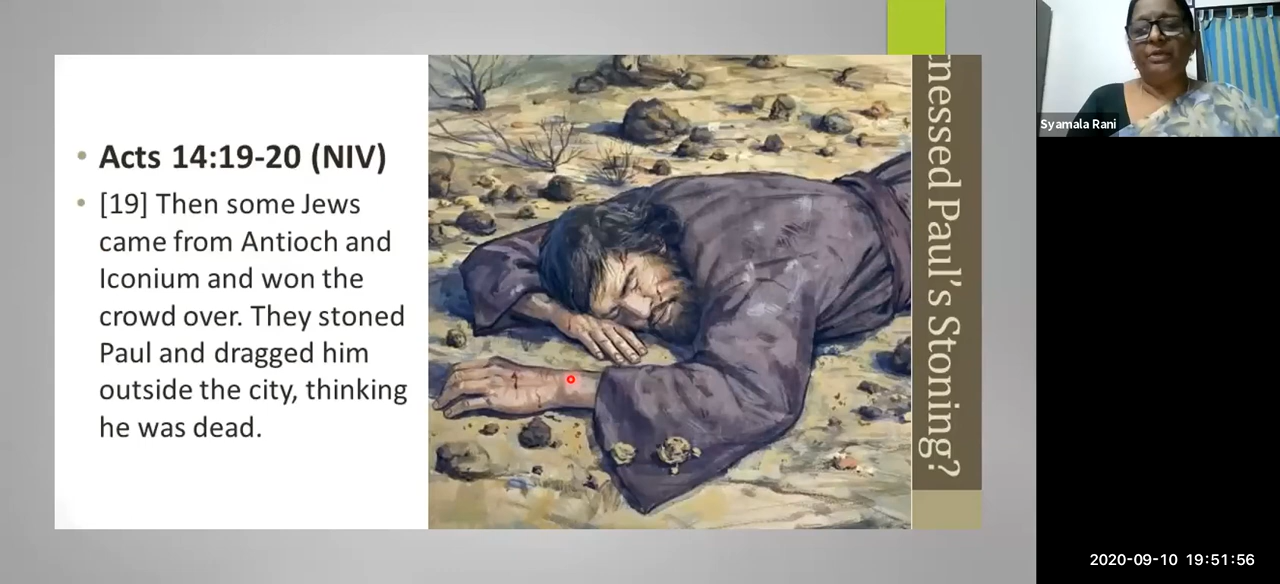 Acts 14:19-20 (NIV)
[19] Then some Jews
came from Antioch and
Iconium and won the
crowd over. They stoned
Paul and dragged him
outside the city, thinking
he was dead.
Paul's Stoning?
Syamala Rani
2020-09-10 19:51:56